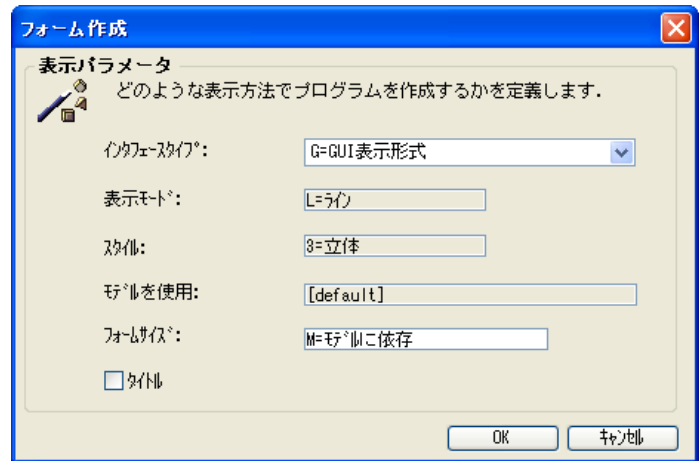 フォーム作成
表示パラメータ
どのような表示方法でプログラムを作成するかを定義します.
ｲﾝﾀﾌｪｰｽﾀｲﾌﾟ: G=GUI表示形式
表示ﾓｰﾄﾞ: L=ﾗｲﾝ
ｽﾀｲﾙ: 3=立体
ﾓﾃﾞﾙを使用: [default]
ﾌｫｰﾑｻｲｽﾞ: M=ﾓﾃﾞﾙに依存
ﾀｲﾄﾙ
OK ｷｬﾝｾﾙ